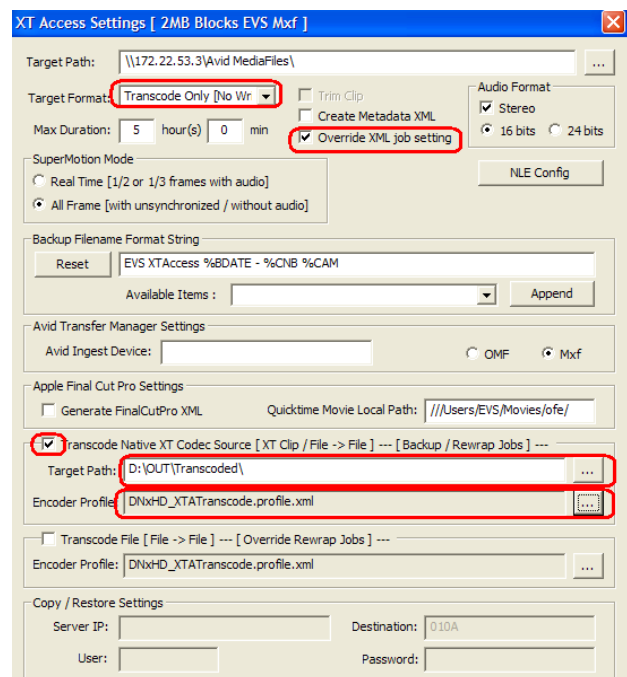 XT Access Settings [ 2MB Blocks EVS Mxf ]
Target Path: \\172.22.53.3\Avid MediaFiles\ ...
Target Format: Transcode Only [No Wr
Trim Clip
Create Metadata XML
Override XML job setting
Audio Format
Stereo
16 bits 24 bits
Max Duration: 5 hour(s) 0 min
SuperMotion Mode
Real Time [1/2 or 1/3 frames with audio]
All Frame [with unsynchronized / without audio]
NLE Config
Backup Filename Format String
Reset EVS XTAccess %BDATE - %CNB %CAM
Available Items : Append
Avid Transfer Manager Settings
Avid Ingest Device: OMF Mxf
Apple Final Cut Pro Settings
Generate FinalCutPro XML Quicktime Movie Local Path: ///Users/EVS/Movies/ofe/
Transcode Native XT Codec Source [ XT Clip / File -> File ] --- [ Backup / Rewrap Jobs ] ---
Target Path: D:\OUT\Transcoded\ ...
Encoder Profile: DNxHD_XTATranscode.profile.xml ...
Transcode File [ File -> File ] --- [ Override Rewrap Jobs ] ---
Encoder Profile: DNxHD_XTATranscode.profile.xml ...
Copy / Restore Settings
Server IP: Destination: 010A
User: Password: